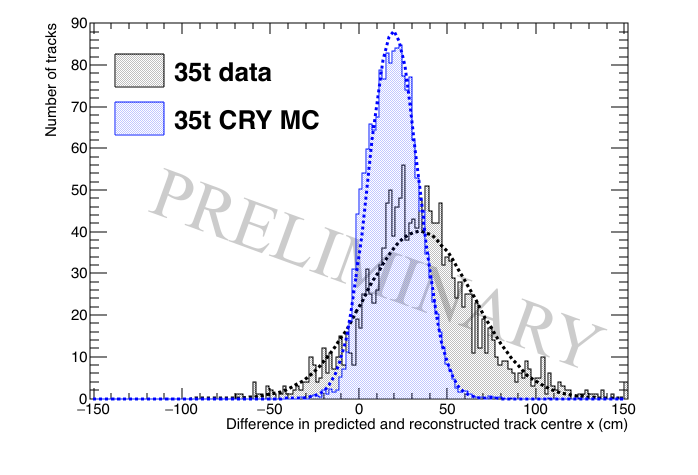 Number of tracks
90
80
70
60
50
40
30
20
10
0
35t data
35t CRY MC
PRELIMINARY
−150 −100 −50 0 50 100 150
Difference in predicted and reconstructed track centre x (cm)